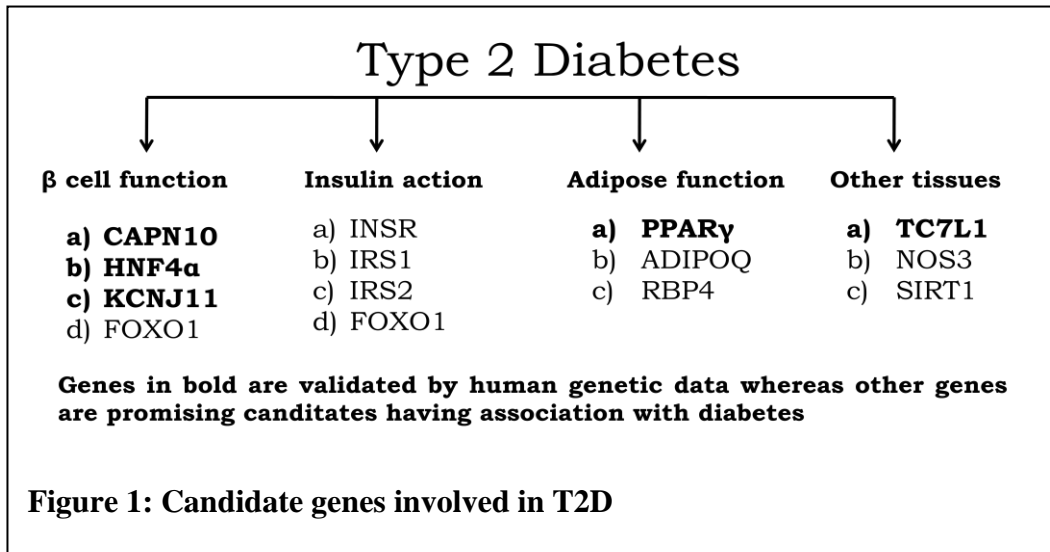 Type 2 Diabetes
β cell function
a) CAPN10
b) HNF4α
c) KCNJ11
d) FOXO1
Insulin action
a) INSR
b) IRS1
c) IRS2
d) FOXO1
Adipose function
a) PPARγ
b) ADIPOQ
c) RBP4
Other tissues
a) TC7L1
b) NOS3
c) SIRT1
Genes in bold are validated by human genetic data whereas other genes
are promising canditates having association with diabetes
Figure 1: Candidate genes involved in T2D